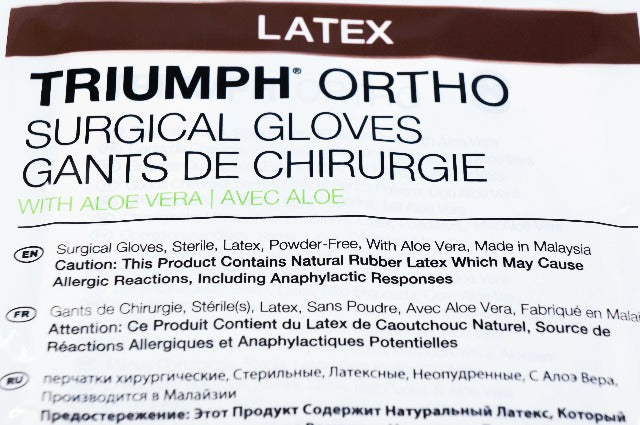 LATEX
TRIUMPH® ORTHO
SURGICAL GLOVES
GANTS DE CHIRURGIE
WITH ALOE VERA | AVEC ALOE
EN Surgical Gloves, Sterile, Latex, Powder-Free, With Aloe Vera, Made in Malaysia
Caution: This Product Contains Natural Rubber Latex Which May Cause
Allergic Reactions, Including Anaphylactic Responses
FR Gants de Chirurgie, Stérile(s), Latex, Sans Poudre, Avec Aloe Vera, Fabriqué en Malai
Attention: Ce Produit Contient du Latex de Caoutchouc Naturel, Source de
Réactions Allergiques et Anaphylactiques Potentielles
RU перчатки хирургические, Стерильные, Латексные, Неопудренные, С Алоэ Вера,
Производится в Малайзии
Предостережение: Этот Продукт Содержит Натуральный Латекс, Который